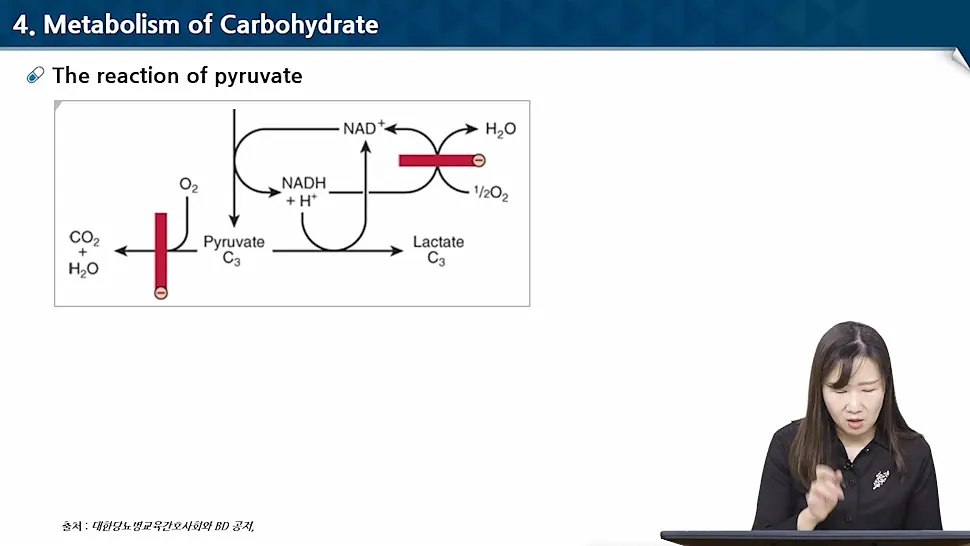 4. Metabolism of Carbohydrate
The reaction of pyruvate
NAD⁺
H₂O
O₂
NADH
+ H⁺
½O₂
CO₂
+
H₂O
Pyruvate
C₃
Lactate
C₃
출처 : 대한당뇨병교육간호사회와 BD 공저,